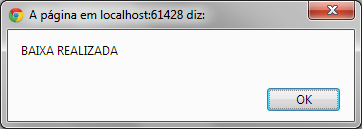 A página em localhost:61428 diz:
BAIXA REALIZADA
OK